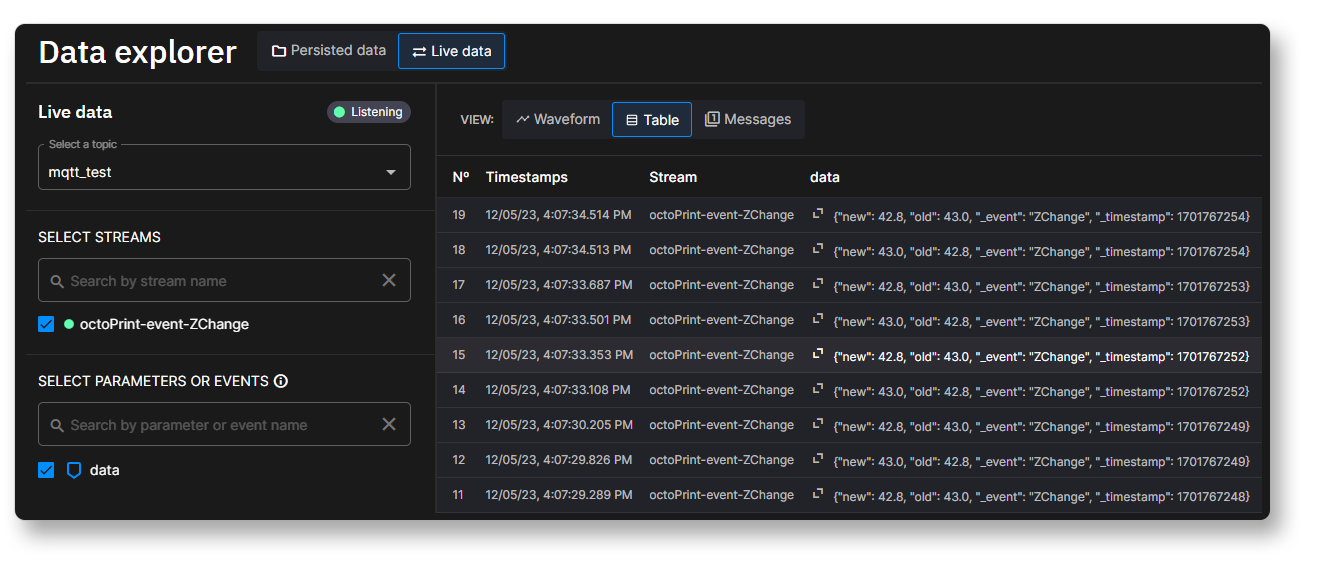 Data explorer Persisted data Live data
Live data Listening
Select a topic
mqtt_test
SELECT STREAMS
Search by stream name
octoPrint-event-ZChange
SELECT PARAMETERS OR EVENTS
Search by parameter or event name
data
VIEW: Waveform Table Messages
Nº Timestamps Stream data
19 12/05/23, 4:07:34.514 PM octoPrint-event-ZChange {"new": 42.8, "old": 43.0, "_event": "ZChange", "_timestamp": 1701767254}
18 12/05/23, 4:07:34.513 PM octoPrint-event-ZChange {"new": 43.0, "old": 42.8, "_event": "ZChange", "_timestamp": 1701767254}
17 12/05/23, 4:07:33.687 PM octoPrint-event-ZChange {"new": 42.8, "old": 43.0, "_event": "ZChange", "_timestamp": 1701767253}
16 12/05/23, 4:07:33.501 PM octoPrint-event-ZChange {"new": 43.0, "old": 42.8, "_event": "ZChange", "_timestamp": 1701767253}
15 12/05/23, 4:07:33.353 PM octoPrint-event-ZChange {"new": 42.8, "old": 43.0, "_event": "ZChange", "_timestamp": 1701767252}
14 12/05/23, 4:07:33.108 PM octoPrint-event-ZChange {"new": 43.0, "old": 42.8, "_event": "ZChange", "_timestamp": 1701767252}
13 12/05/23, 4:07:30.205 PM octoPrint-event-ZChange {"new": 42.8, "old": 43.0, "_event": "ZChange", "_timestamp": 1701767249}
12 12/05/23, 4:07:29.826 PM octoPrint-event-ZChange {"new": 43.0, "old": 42.8, "_event": "ZChange", "_timestamp": 1701767249}
11 12/05/23, 4:07:29.289 PM octoPrint-event-ZChange {"new": 42.8, "old": 43.0, "_event": "ZChange", "_timestamp": 1701767248}